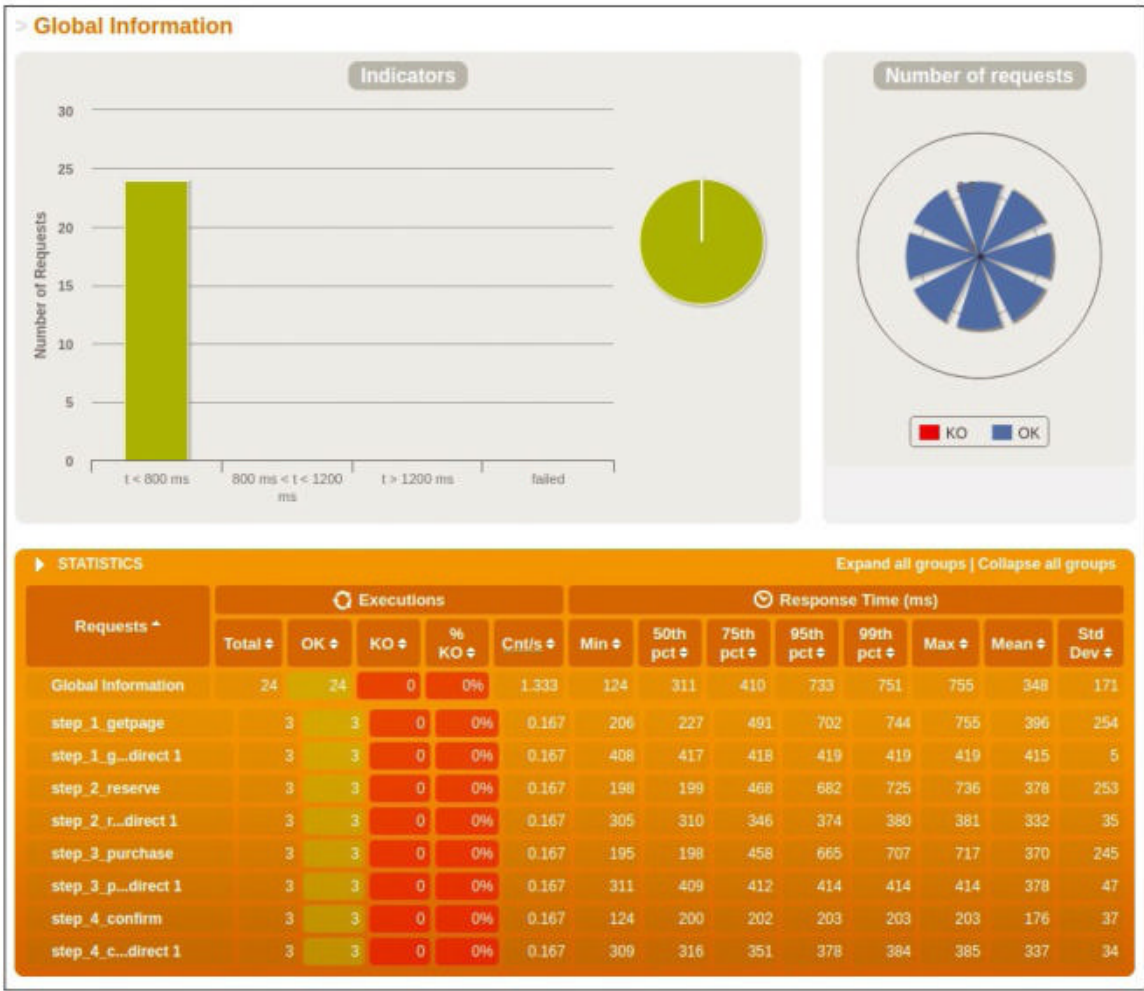 > Global Information
Indicators
Number of requests
30
25
20
15
10
5
0
Number of Requests
t < 800 ms
800 ms < t < 1200
ms
t > 1200 ms
failed
KO OK
STATISTICS Expand all groups | Collapse all groups
Requests Executions Response Time (ms)
Total OK KO % KO Cnt/s Min 50th pct 75th pct 95th pct 99th pct Max Mean Std Dev
Global Information 24 24 0 0% 1.333 124 311 410 733 751 755 348 171
step_1_getpage 3 3 0 0% 0.167 206 227 491 702 744 755 396 254
step_1_g...direct 1 3 3 0 0% 0.167 408 417 418 419 419 419 415 5
step_2_reserve 3 3 0 0% 0.167 198 199 468 682 725 736 378 253
step_2_r...direct 1 3 3 0 0% 0.167 305 310 346 374 380 381 332 35
step_3_purchase 3 3 0 0% 0.167 195 198 458 665 707 717 370 245
step_3_p...direct 1 3 3 0 0% 0.167 311 409 412 414 414 414 378 47
step_4_confirm 3 3 0 0% 0.167 124 200 202 203 203 203 176 37
step_4_c...direct 1 3 3 0 0% 0.167 309 316 351 378 384 385 337 34